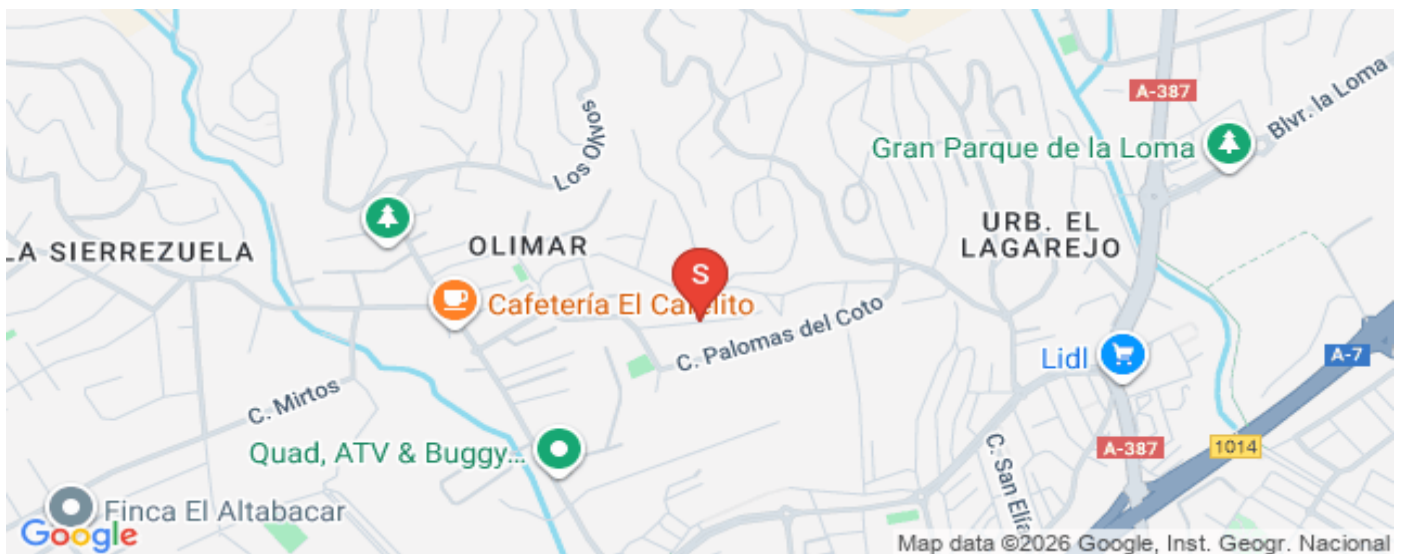 A-387
Blvr. la Loma
Gran Parque de la Loma
Los Olivos
LA SIERREZUELA
OLIMAR
URB. EL
LAGAREJO
S
Cafetería El Cafelito
C. Palomas del Coto
Lidl
A-7
C. Mirtos
Quad, ATV & Buggy...
A-387
1014
C. San Elía
Finca El Altabacar
Google
Map data ©2026 Google, Inst. Geogr. Nacional